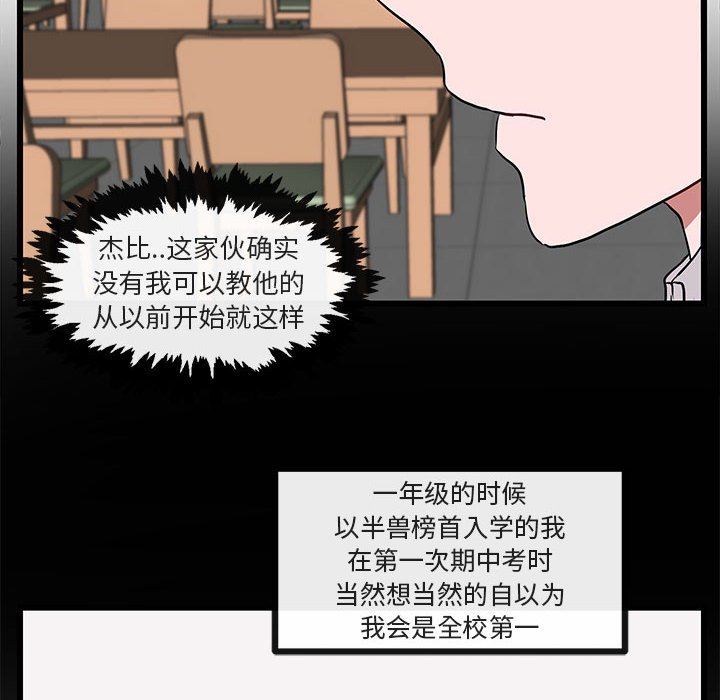 杰比..这家伙确实
没有我可以教他的
从以前开始就这样
一年级的时候
以半兽榜首入学的我
在第一次期中考时
当然想当然的自以为
我会是全校第一